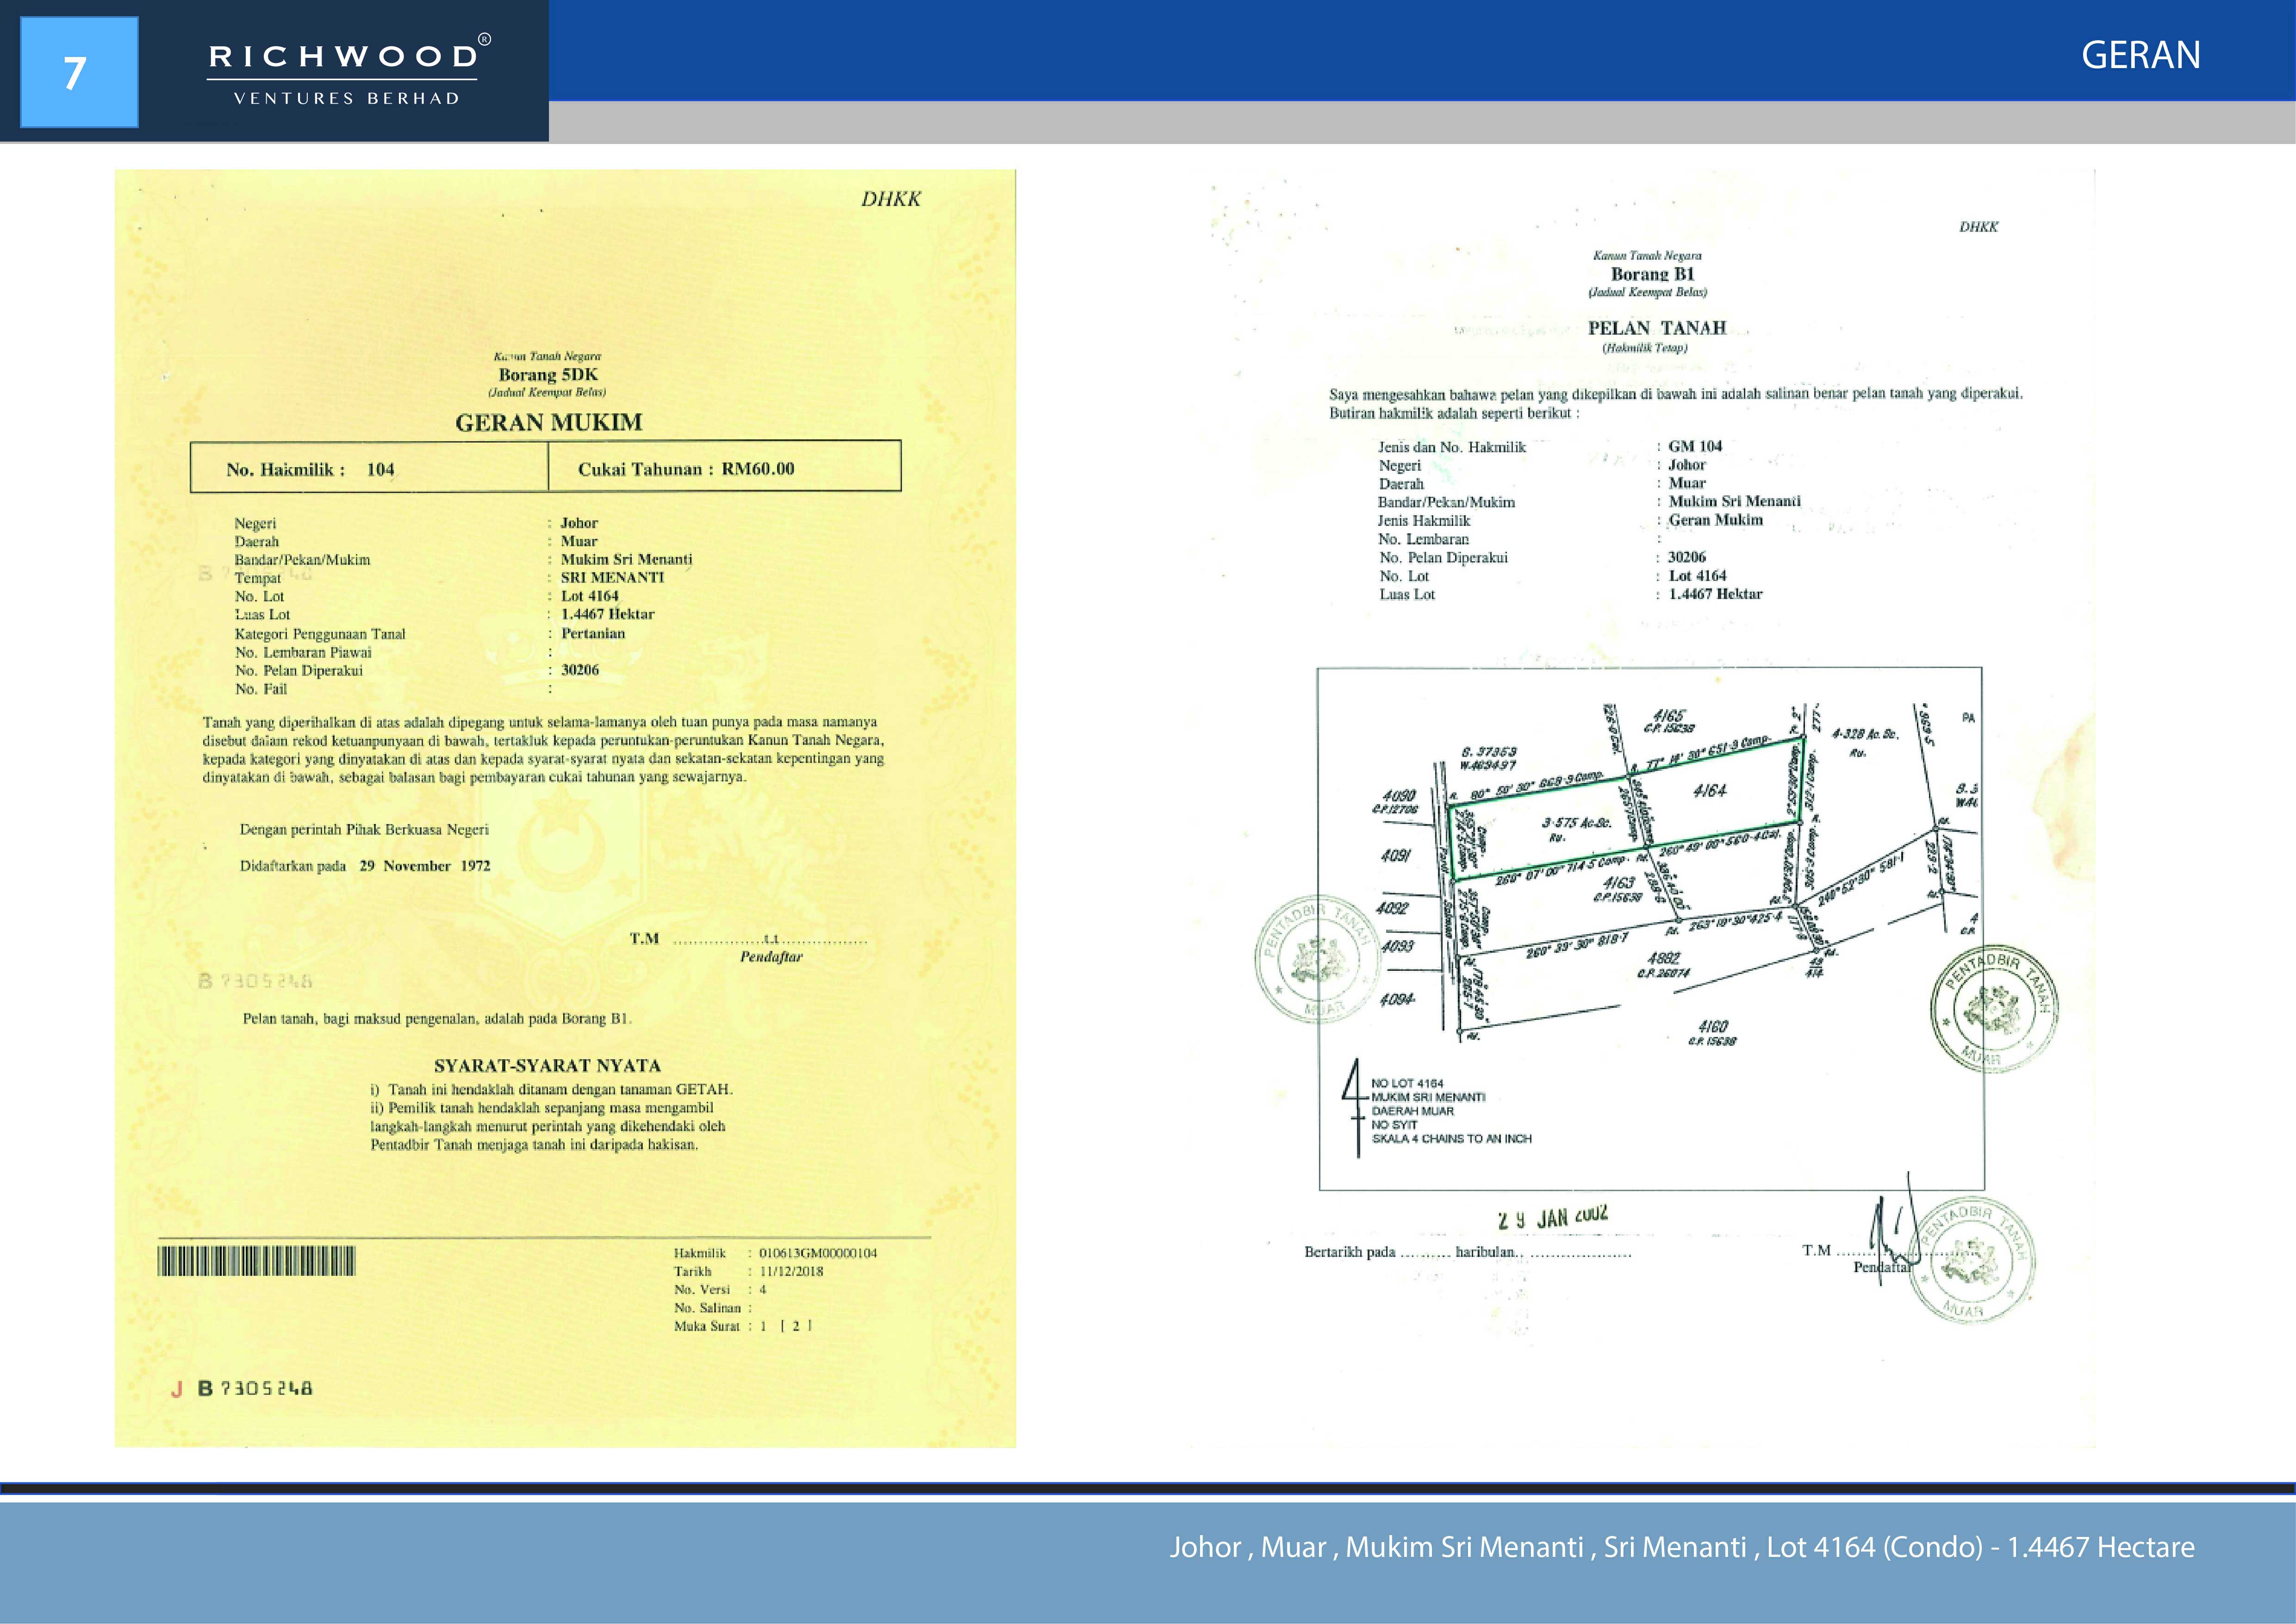 7
RICHWOOD®
VENTURES BERHAD
GERAN
DHKK
Kanun Tanah Negara
Borang 5DK
(Jadual Keempat Belas)
GERAN MUKIM
No. Hakmilik : 104
Cukai Tahunan : RM60.00
Negeri : Johor
Daerah : Muar
Bandar/Pekan/Mukim : Mukim Sri Menanti
Tempat : SRI MENANTI
No. Lot : Lot 4164
Luas Lot : 1.4467 Hektar
Kategori Penggunaan Tanah : Pertanian
No. Lembaran Piawai :
No. Pelan Diperakui : 30206
No. Fail :
Tanah yang diperihalkan di atas adalah dipegang untuk selama-lamanya oleh tuan punya pada masa namanya
disebut dalam rekod ketuanpunyaan di bawah, tertakluk kepada peruntukan-peruntukan Kanun Tanah Negara,
kepada kategori yang dinyatakan di atas dan kepada syarat-syarat nyata dan sekatan-sekatan kepentingan yang
dinyatakan di bawah, sebagai balasan bagi pembayaran cukai tahunan yang sewajarnya.
Dengan perintah Pihak Berkuasa Negeri
Didaftarkan pada 29 November 1972
T.M ..................t.t..................
Pendaftar
B 7305248
Pelan tanah, bagi maksud pengenalan, adalah pada Borang B1.
SYARAT-SYARAT NYATA
i) Tanah ini hendaklah ditanam dengan tanaman GETAH.
ii) Pemilik tanah hendaklah sepanjang masa mengambil
langkah-langkah menurut perintah yang dikehendaki oleh
Pentadbir Tanah menjaga tanah ini daripada hakisan.
Hakmilik : 010613GM00000104
Tarikh : 11/12/2018
No. Versi : 4
No. Salinan :
Muka Surat : 1 [ 2 ]
J B 7305248
DHKK
Kanun Tanah Negara
Borang B1
(Jadual Keempat Belas)
PELAN TANAH
(Hakmilik Tetap)
Saya mengesahkan bahawa pelan yang dikepilkan di bawah ini adalah salinan benar pelan tanah yang diperakui.
Butiran hakmilik adalah seperti berikut :
Jenis dan No. Hakmilik : GM 104
Negeri : Johor
Daerah : Muar
Bandar/Pekan/Mukim : Mukim Sri Menanti
Jenis Hakmilik : Geran Mukim
No. Lembaran :
No. Pelan Diperakui : 30206
No. Lot : Lot 4164
Luas Lot : 1.4467 Hektar
4165
C.P.15638
PA
4·328 Ac. Sc.
Ru.
G. 37353
W.469497
77° 14' 30" 651·9 Comp.
80° 50' 30" 668·9 Comp.
4164
4090
C.P.12706
3·575 Ac.Sc.
Ru.
4091
260° 49' 00" 560·4 Cal.
260° 07' 00" 714·5 Comp.
240° 52' 30" 581·1
4163
C.P.15638
4092
263° 19' 30" 425·4
4093
260° 39' 30" 818·7
4882
C.P.26074
4094
4160
C.P. 15638
NO LOT 4164
MUKIM SRI MENANTI
DAERAH MUAR
NO SYIT
SKALA 4 CHAINS TO AN INCH
PENTADBIR TANAH
MUAR
PENTADBIR TANAH
MUAR
29 JAN 2002
Bertarikh pada .......... haribulan.. ......................
T.M
Pendaftar
PENTADBIR TANAH
MUAR
Johor , Muar , Mukim Sri Menanti , Sri Menanti , Lot 4164 (Condo) - 1.4467 Hectare